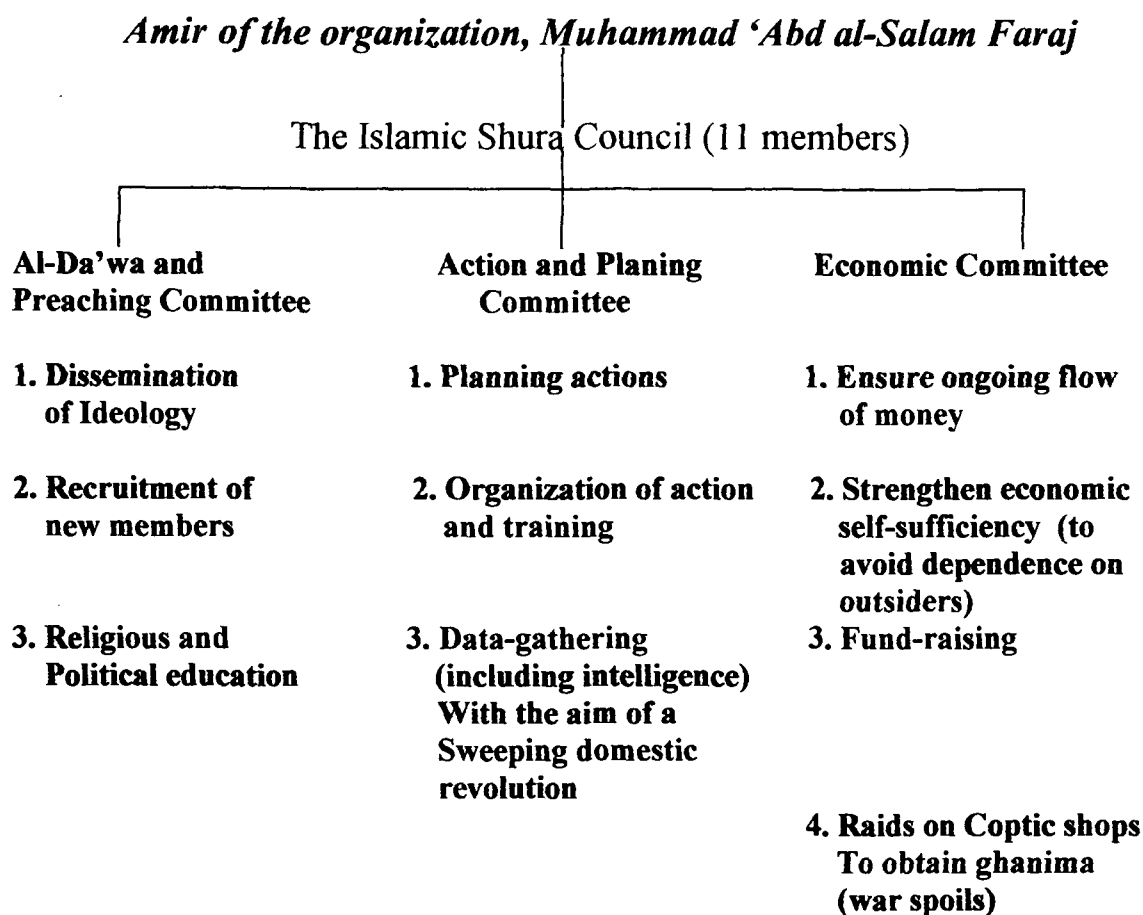 Amir of the organization, Muhammad ‘Abd al-Salam Faraj
The Islamic Shura Council (11 members)
Al-Da’wa and
Preaching Committee
1. Dissemination
of Ideology
2. Recruitment of
new members
3. Religious and
Political education
Action and Planing
Committee
1. Planning actions
2. Organization of action
and training
3. Data-gathering
(including intelligence)
With the aim of a
Sweeping domestic
revolution
Economic Committee
1. Ensure ongoing flow
of money
2. Strengthen economic
self-sufficiency (to
avoid dependence on
outsiders)
3. Fund-raising
4. Raids on Coptic shops
To obtain ghanima
(war spoils)